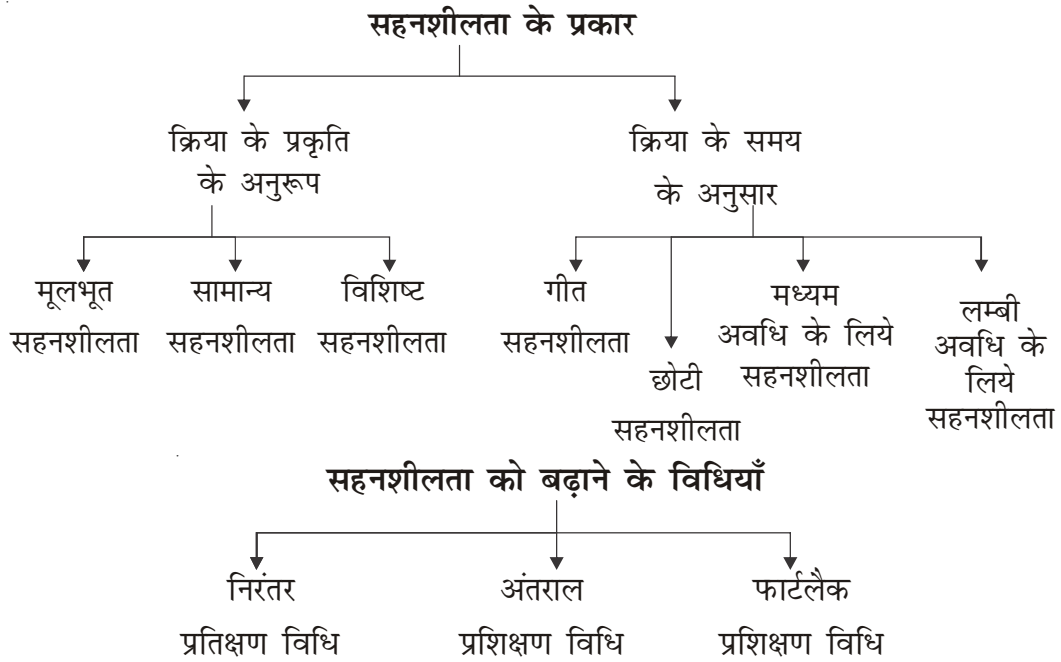 सहनशीलता के प्रकार
क्रिया के प्रकृति
के अनुरूप
क्रिया के समय
के अनुसार
मूलभूत
सहनशीलता
सामान्य
सहनशीलता
विशिष्ट
सहनशीलता
गीत
सहनशीलता
छोटी
सहनशीलता
मध्यम
अवधि के लिये
सहनशीलता
लम्बी
अवधि के
लिये
सहनशीलता
सहनशीलता को बढ़ाने के विधियाँ
निरंतर
प्रतिक्षण विधि
अंतराल
प्रशिक्षण विधि
फार्टलैक
प्रशिक्षण विधि